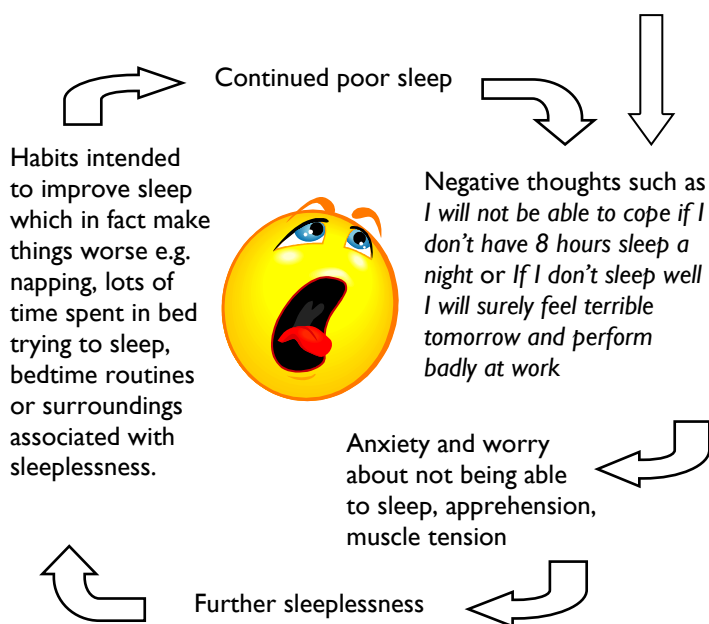 Continued poor sleep
Negative thoughts such as
I will not be able to cope if I
don't have 8 hours sleep a
night or If I don't sleep well
I will surely feel terrible
tomorrow and perform
badly at work
Anxiety and worry
about not being able
to sleep, apprehension,
muscle tension
Further sleeplessness
Habits intended
to improve sleep
which in fact make
things worse e.g.
napping, lots of
time spent in bed
trying to sleep,
bedtime routines
or surroundings
associated with
sleeplessness.